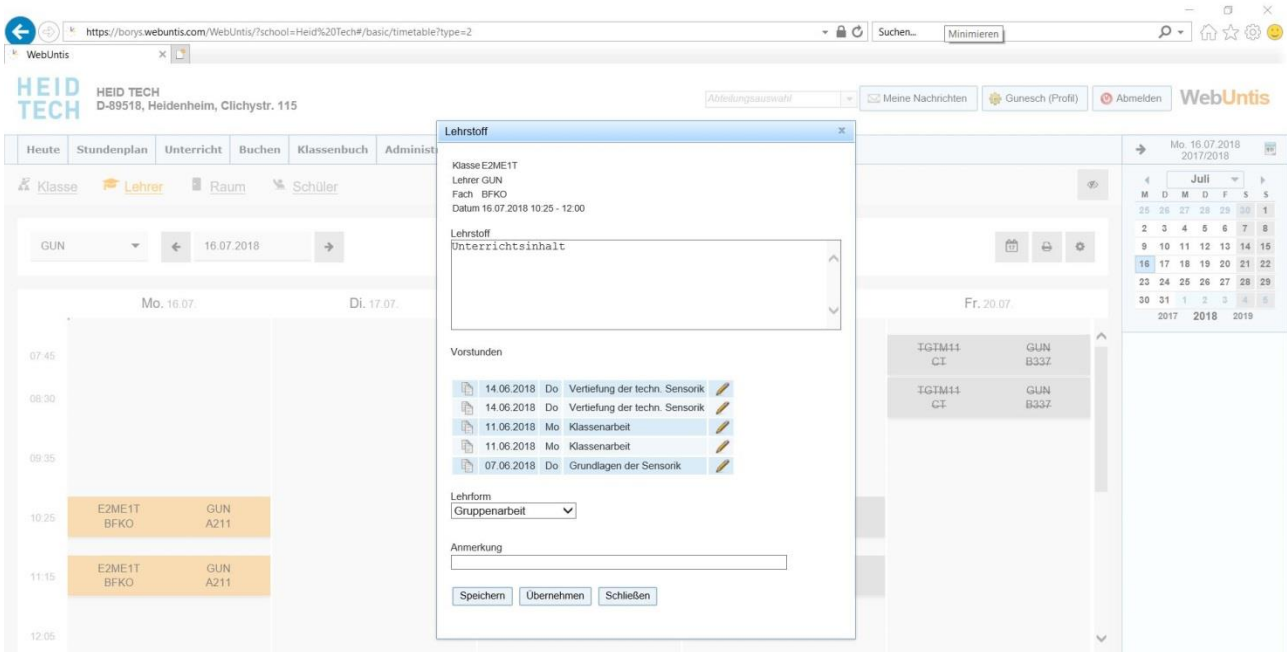 https://borys.webuntis.com/WebUntis/?school=Heid%20Tech#/basic/timetable?type=2
Suchen...
Minimieren
WebUntis
HEID TECH
HEID TECH
D-89518, Heidenheim, Clichystr. 115
Abteilungsauswahl
Meine Nachrichten
Gunesch (Profil)
Abmelden
WebUntis
Heute Stundenplan Unterricht Buchen Klassenbuch Administ
Mo. 16.07.2018
2017/2018
Klasse Lehrer Raum Schüler
GUN 16.07.2018
Mo. 16.07. Di. 17.07. Fr. 20.07.
07:45
08:30
09:35
10:25
11:15
12:05
E2ME1T GUN
BFKO A211
E2ME1T GUN
BFKO A211
Lehrstoff
Klasse E2ME1T
Lehrer GUN
Fach BFKO
Datum 16.07.2018 10:25 - 12:00
Lehrstoff
Unterrichtsinhalt
Vorstunden
14.06.2018 Do Vertiefung der techn. Sensorik
14.06.2018 Do Vertiefung der techn. Sensorik
11.06.2018 Mo Klassenarbeit
11.06.2018 Mo Klassenarbeit
07.06.2018 Do Grundlagen der Sensorik
Lehrform
Gruppenarbeit
Anmerkung
Speichern Übernehmen Schließen
TGTM11 GUN
CT B337
TGTM11 GUN
CT B337
Juli
M D M D F S S
25 26 27 28 29 30 1
2 3 4 5 6 7 8
9 10 11 12 13 14 15
16 17 18 19 20 21 22
23 24 25 26 27 28 29
30 31 1 2 3 4 5
2017 2018 2019